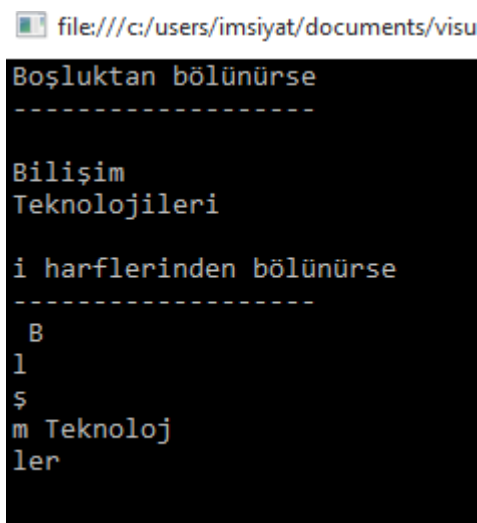 file:///c:/users/imsiyat/documents/visu
Boşluktan bölünürse
-------------------
Bilişim
Teknolojileri
i harflerinden bölünürse
-------------------
B
l
ş
m Teknoloj
ler